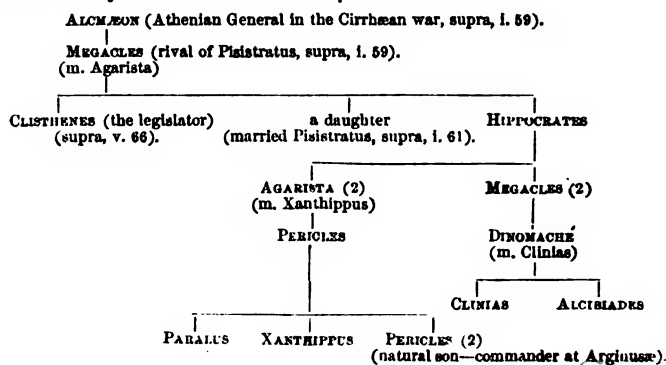 ALCMÆON (Athenian General in the Cirrhæan war, supra, i. 59).
MEGACLES (rival of Pisistratus, supra, i. 59).
(m. Agarista)
CLISTHENES (the legislator) a daughter HIPPOCRATES
(supra, v. 66). (married Pisistratus, supra, i. 61).
AGARISTA (2) MEGACLES (2)
(m. Xanthippus)
PERICLES DINOMACHÉ
(m. Clinias)
CLINIAS ALCIBIADES
PARALUS XANTHIPPUS PERICLES (2)
(natural son—commander at Arginusæ).